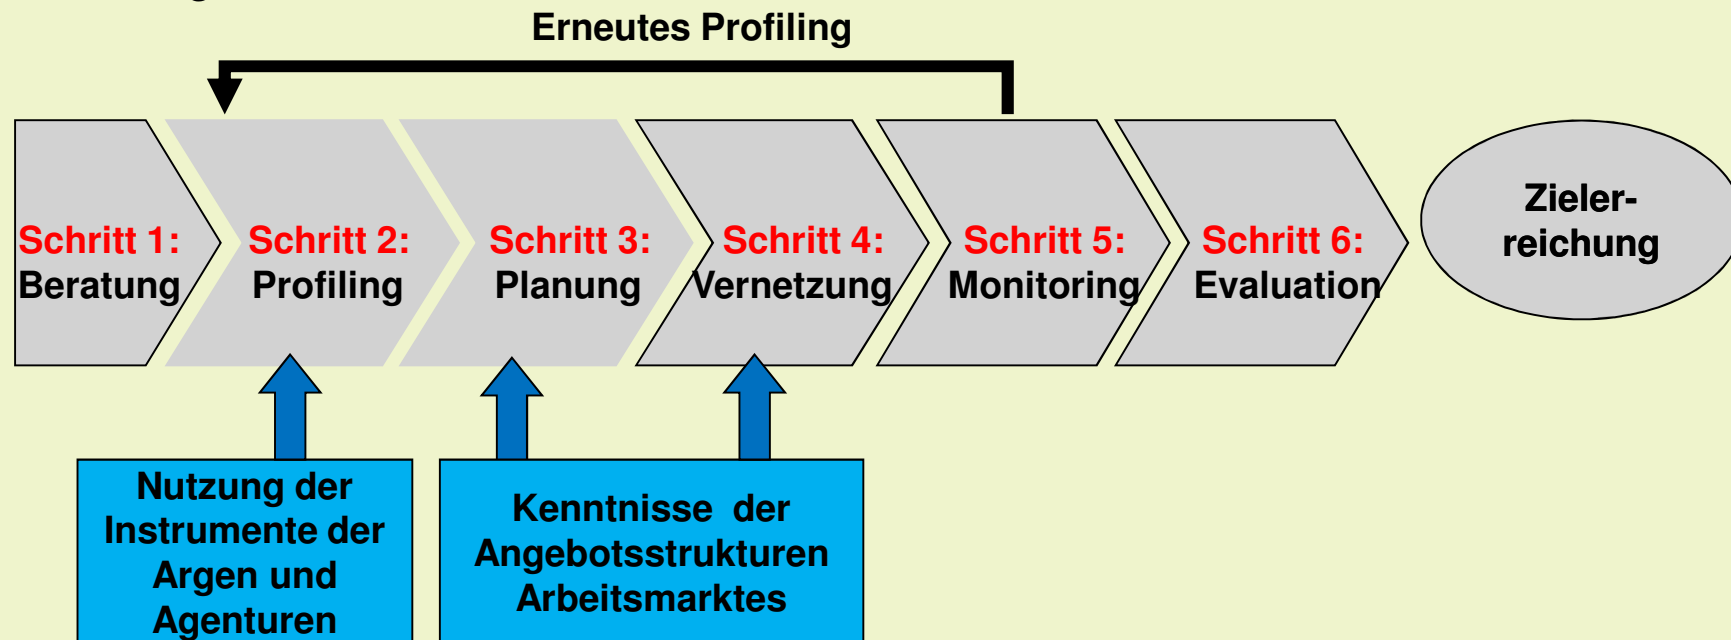 Erneutes Profiling
Schritt 1:
Beratung
Schritt 2:
Profiling
Schritt 3:
Planung
Schritt 4:
Vernetzung
Schritt 5:
Monitoring
Schritt 6:
Evaluation
Zieler-
reichung
Nutzung der
Instrumente der
Argen und
Agenturen
Kenntnisse der
Angebotsstrukturen
Arbeitsmarktes